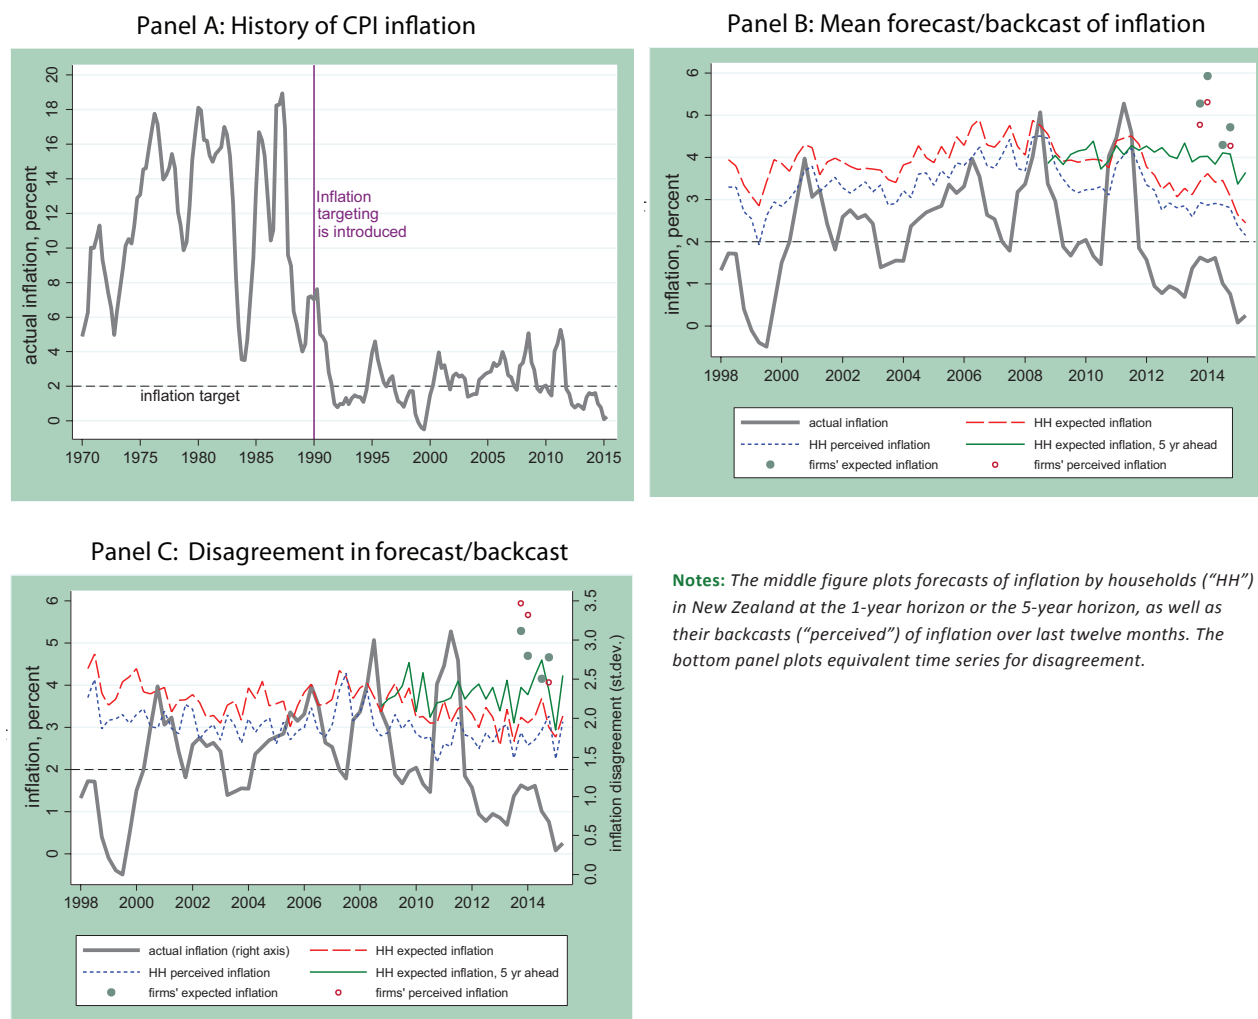 Panel A: History of CPI inflation
actual inflation, percent
20
18
16
14
12
10
8
6
4
2
0
Inflation
targeting
is introduced
inflation target
1970 1975 1980 1985 1990 1995 2000 2005 2010 2015
Panel B: Mean forecast/backcast of inflation
inflation, percent
6
5
4
3
2
1
0
1998 2000 2002 2004 2006 2008 2010 2012 2014
actual inflation
HH expected inflation
HH perceived inflation
HH expected inflation, 5 yr ahead
firms' expected inflation
firms' perceived inflation
Panel C: Disagreement in forecast/backcast
inflation, percent
6
5
4
3
2
1
0
3.5
3.0
2.5
2.0
1.5
1.0
0.5
0.0
inflation disagreement (st.dev.)
1998 2000 2002 2004 2006 2008 2010 2012 2014
actual inflation (right axis)
HH expected inflation
HH perceived inflation
HH expected inflation, 5 yr ahead
firms' expected inflation
firms' perceived inflation
Notes: The middle figure plots forecasts of inflation by households (“HH”)
in New Zealand at the 1-year horizon or the 5-year horizon, as well as
their backcasts (“perceived”) of inflation over last twelve months. The
bottom panel plots equivalent time series for disagreement.